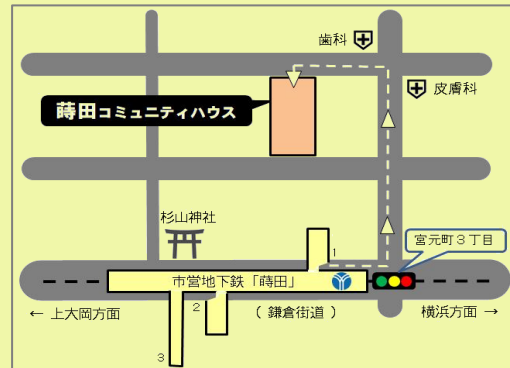 歯科
皮膚科
蒔田コミュニティハウス
杉山神社
宮元町3丁目
1
市営地下鉄「蒔田」
← 上大岡方面
2
( 鎌倉街道 )
横浜方面 →
3